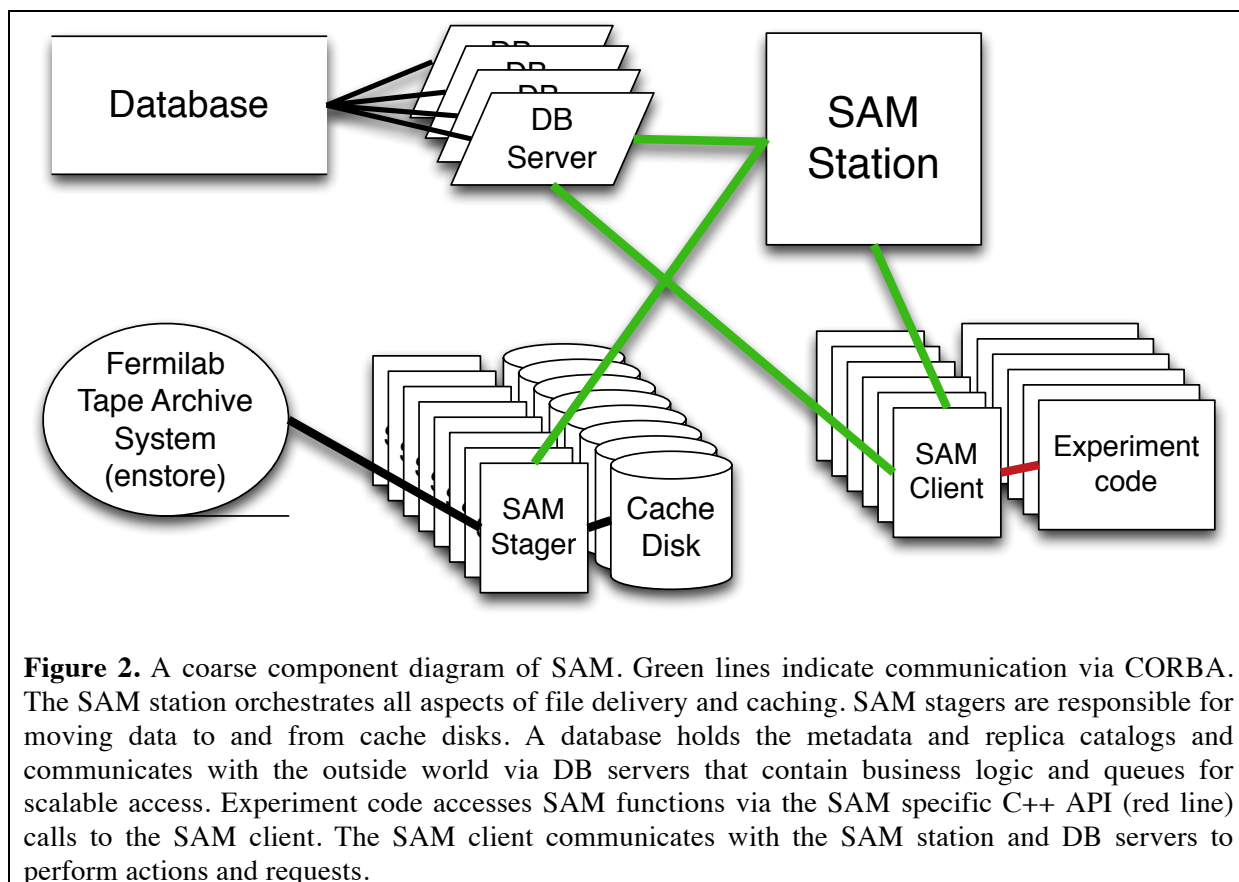 Database
DB
DB
DB
DB
Server
SAM
Station
Fermilab
Tape Archive
System
(enstore)
SAM
Stager
Cache
Disk
SAM
Client
Experiment
code
Figure 2. A coarse component diagram of SAM. Green lines indicate communication via CORBA.
The SAM station orchestrates all aspects of file delivery and caching. SAM stagers are responsible for
moving data to and from cache disks. A database holds the metadata and replica catalogs and
communicates with the outside world via DB servers that contain business logic and queues for
scalable access. Experiment code accesses SAM functions via the SAM specific C++ API (red line)
calls to the SAM client. The SAM client communicates with the SAM station and DB servers to
perform actions and requests.